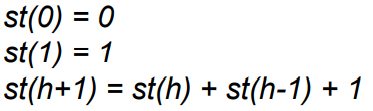 st(0) = 0
st(1) = 1
st(h+1) = st(h) + st(h-1) + 1